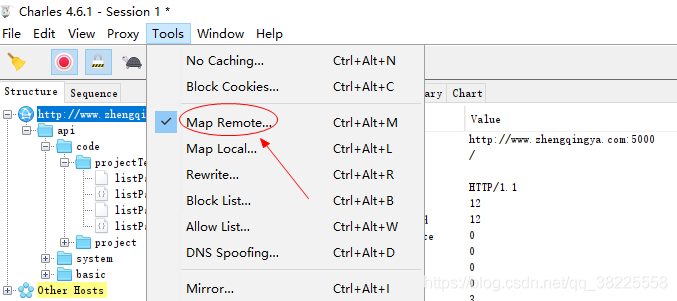 Charles 4.6.1 - Session 1 *
File Edit View Proxy Tools Window Help
Structure Sequence
http://www.zhengqing
api
code
projectTe
listPa
listPa
listPa
listPa
project
system
basic
Other Hosts
No Caching... Ctrl+Alt+N
Block Cookies... Ctrl+Alt+C
Map Remote... Ctrl+Alt+M
Map Local... Ctrl+Alt+L
Rewrite... Ctrl+Alt+R
Block List... Ctrl+Alt+B
Allow List... Ctrl+Alt+W
DNS Spoofing... Ctrl+Alt+D
Mirror... Ctrl+Alt+I
ary Chart
Value
http://www.zhengqingya.com:5000
/
HTTP/1.1
12
d 12
te 0
0
0
0
0
3
https://blog.csdn.net/qq_38225558